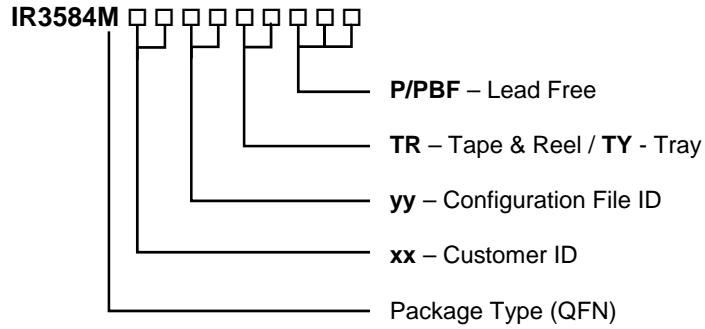 IR3584M □ □ □ □ □ □ □ □ □
P/PBF – Lead Free
TR – Tape & Reel / TY - Tray
yy – Configuration File ID
xx – Customer ID
Package Type (QFN)